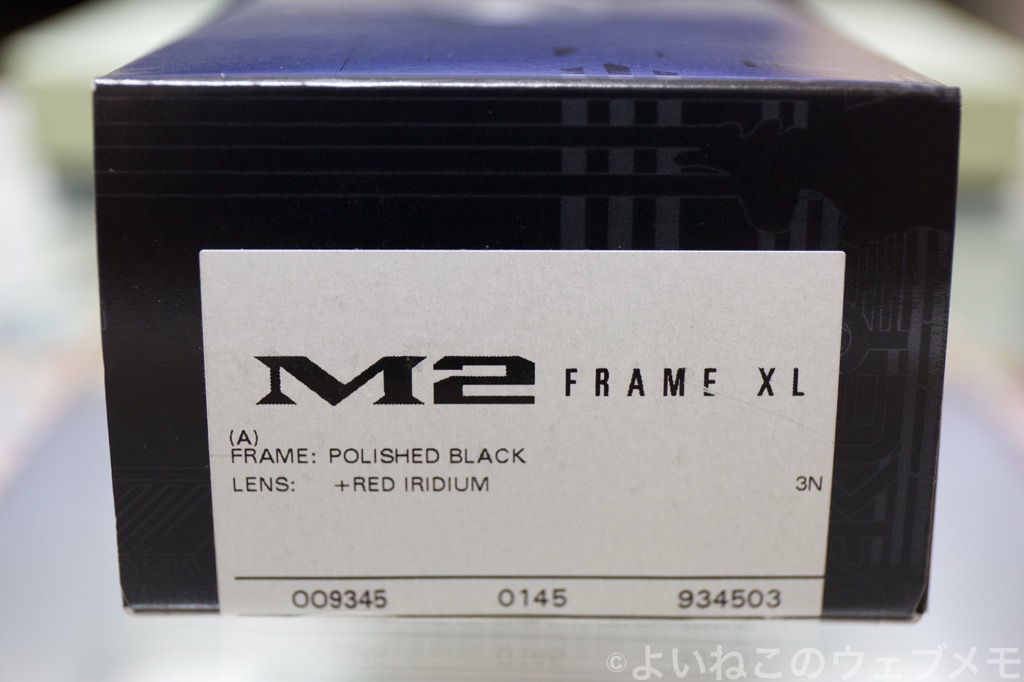 M2 FRAME XL
(A)
FRAME: POLISHED BLACK
LENS: +RED IRIDIUM 3N
009345 0145 934503
©よいねこのウェブメモ